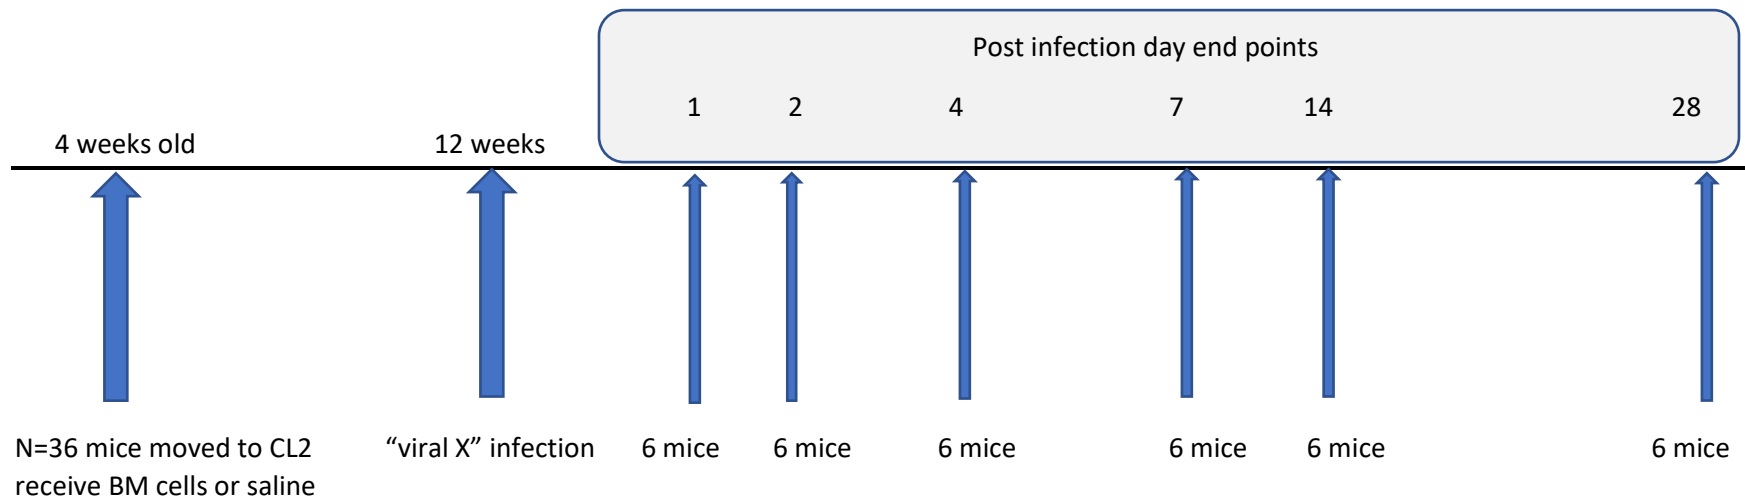 Post infection day end points
1 2 4 7 14 28
4 weeks old 12 weeks
N=36 mice moved to CL2 "viral X" infection 6 mice 6 mice 6 mice 6 mice 6 mice 6 mice
receive BM cells or saline